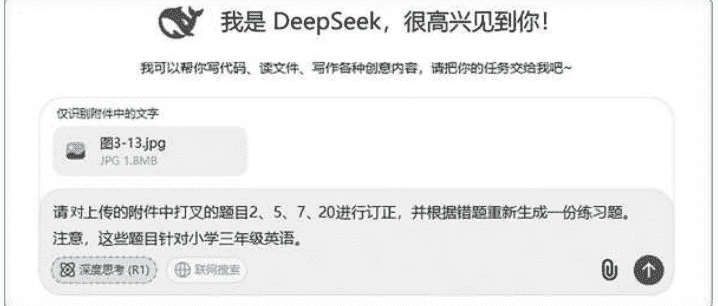 我是 DeepSeek，很高兴见到你！
我可以帮你写代码、读文件、写作各种创意内容，请把你的任务交给我吧~
仅识别附件中的文字
图3-13.jpg
JPG 1.8MB
请对上传的附件中打叉的题目2、5、7、20进行订正，并根据错题重新生成一份练习题。
注意，这些题目针对小学三年级英语。
深度思考 (R1) 联网搜索